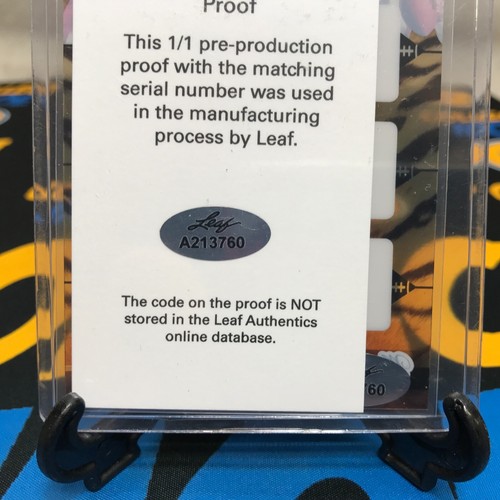 Proof
This 1/1 pre-production
proof with the matching
serial number was used
in the manufacturing
process by Leaf.
Leaf
A213760
The code on the proof is NOT
stored in the Leaf Authentics
online database.
760